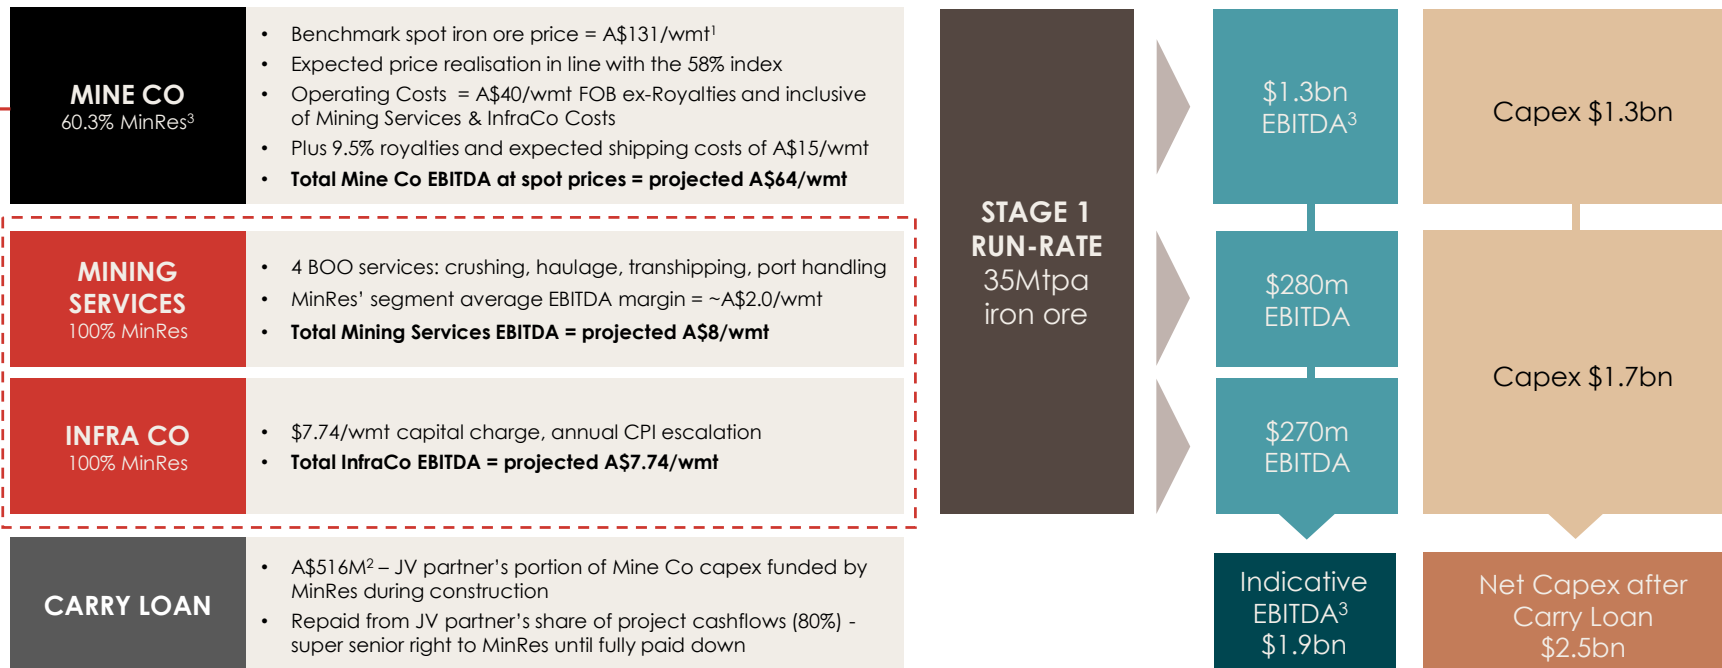 MINE CO
60.3% MinRes³
• Benchmark spot iron ore price = A$131/wmt¹
• Expected price realisation in line with the 58% index
• Operating Costs = A$40/wmt FOB ex-Royalties and inclusive
of Mining Services & InfraCo Costs
• Plus 9.5% royalties and expected shipping costs of A$15/wmt
• Total Mine Co EBITDA at spot prices = projected A$64/wmt
MINING
SERVICES
100% MinRes
• 4 BOO services: crushing, haulage, transhipping, port handling
• MinRes’ segment average EBITDA margin = ~A$2.0/wmt
• Total Mining Services EBITDA = projected A$8/wmt
INFRA CO
100% MinRes
• $7.74/wmt capital charge, annual CPI escalation
• Total InfraCo EBITDA = projected A$7.74/wmt
CARRY LOAN
• A$516M² – JV partner’s portion of Mine Co capex funded by
MinRes during construction
• Repaid from JV partner’s share of project cashflows (80%) -
super senior right to MinRes until fully paid down
STAGE 1
RUN-RATE
35Mtpa
iron ore
$1.3bn
EBITDA³
$280m
EBITDA
$270m
EBITDA
Indicative
EBITDA³
$1.9bn
Capex $1.3bn
Capex $1.7bn
Net Capex after
Carry Loan
$2.5bn